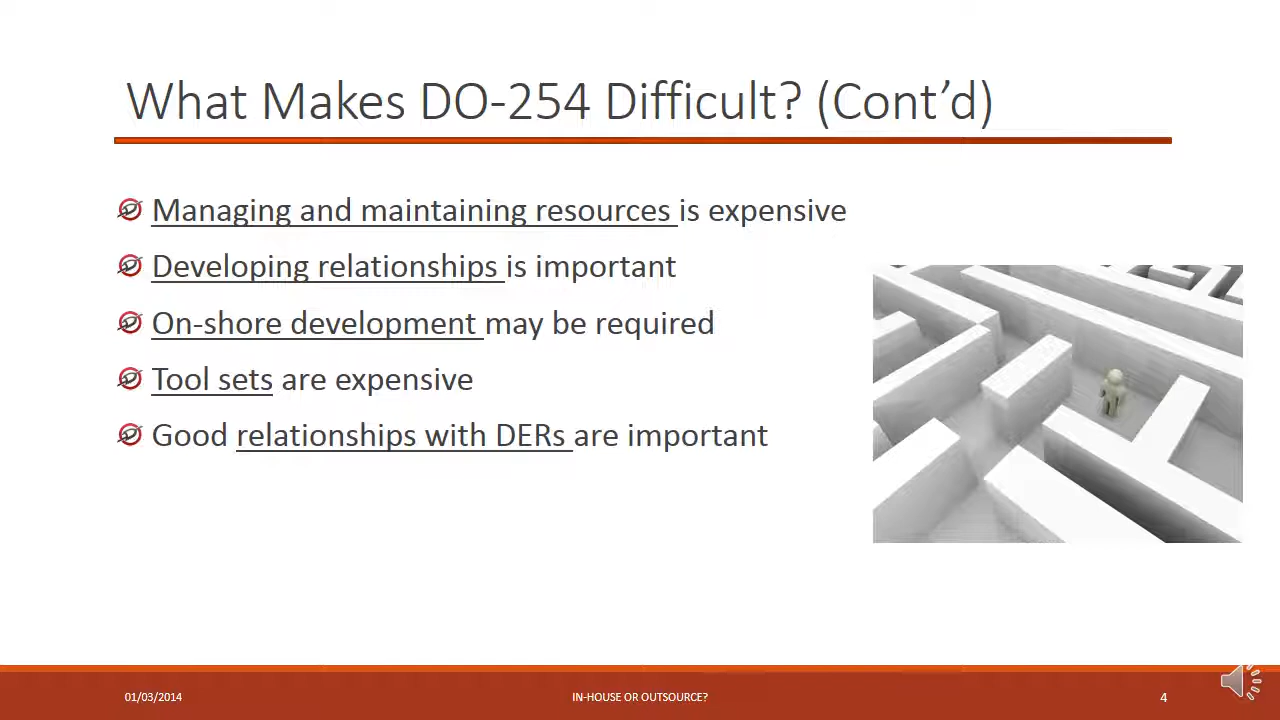 What Makes DO-254 Difficult? (Cont’d)
Managing and maintaining resources is expensive
Developing relationships is important
On-shore development may be required
Tool sets are expensive
Good relationships with DERs are important
01/03/2014
IN-HOUSE OR OUTSOURCE?
4